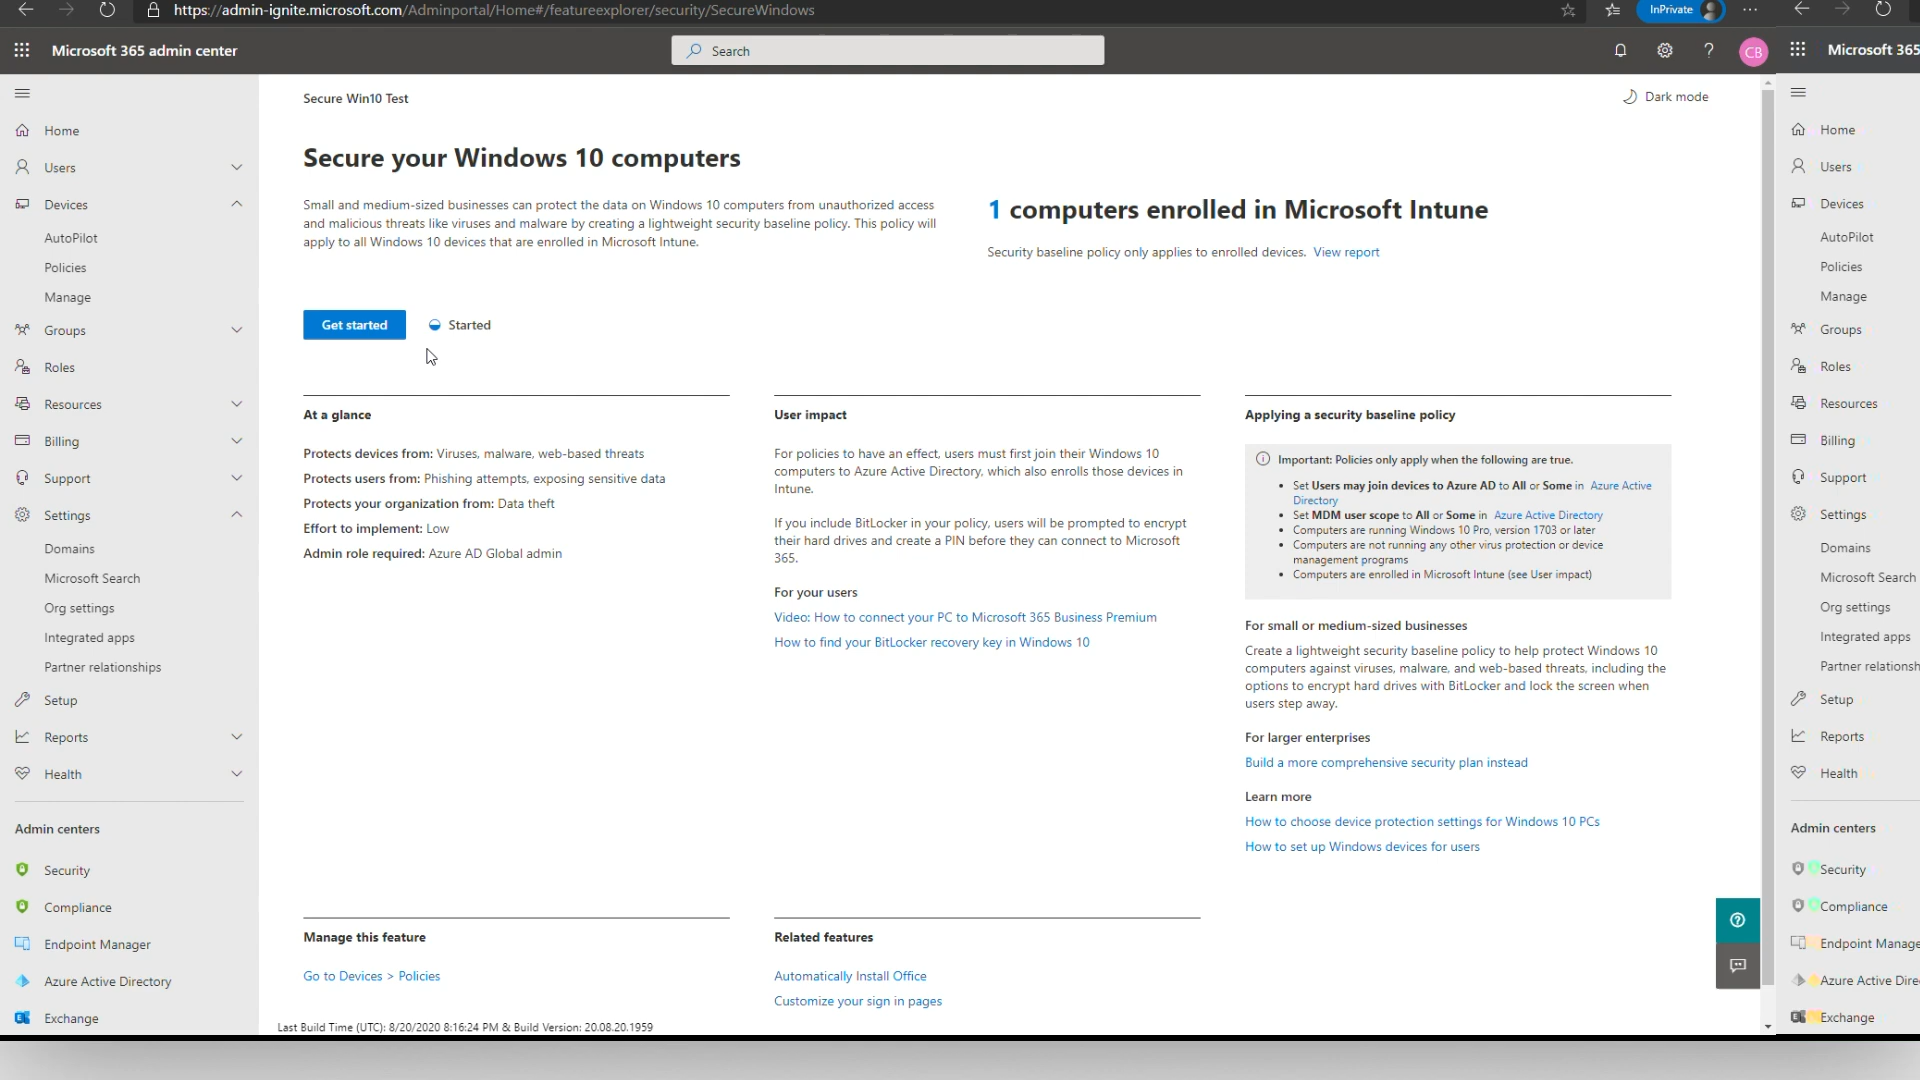 https://admin-ignite.microsoft.com/Adminportal/Home#/featureexplorer/security/SecureWindows
InPrivate
Microsoft 365 admin center
Search
CB
Microsoft 365
Home
Users
Devices
AutoPilot
Policies
Manage
Groups
Roles
Resources
Billing
Support
Settings
Domains
Microsoft Search
Org settings
Integrated apps
Partner relationships
Setup
Reports
Health
Admin centers
Security
Compliance
Endpoint Manager
Azure Active Directory
Exchange
Secure Win10 Test
Dark mode
Secure your Windows 10 computers
Small and medium-sized businesses can protect the data on Windows 10 computers from unauthorized access
and malicious threats like viruses and malware by creating a lightweight security baseline policy. This policy will
apply to all Windows 10 devices that are enrolled in Microsoft Intune.
1 computers enrolled in Microsoft Intune
Security baseline policy only applies to enrolled devices. View report
Get started
Started
At a glance
Protects devices from: Viruses, malware, web-based threats
Protects users from: Phishing attempts, exposing sensitive data
Protects your organization from: Data theft
Effort to implement: Low
Admin role required: Azure AD Global admin
User impact
For policies to have an effect, users must first join their Windows 10
computers to Azure Active Directory, which also enrolls those devices in
Intune.
If you include BitLocker in your policy, users will be prompted to encrypt
their hard drives and create a PIN before they can connect to Microsoft
365.
For your users
Video: How to connect your PC to Microsoft 365 Business Premium
How to find your BitLocker recovery key in Windows 10
Applying a security baseline policy
Important: Policies only apply when the following are true.
• Set Users may join devices to Azure AD to All or Some in Azure Active
Directory
• Set MDM user scope to All or Some in Azure Active Directory
• Computers are running Windows 10 Pro, version 1703 or later
• Computers are not running any other virus protection or device
management programs
• Computers are enrolled in Microsoft Intune (see User impact)
For small or medium-sized businesses
Create a lightweight security baseline policy to help protect Windows 10
computers against viruses, malware, and web-based threats, including the
options to encrypt hard drives with BitLocker and lock the screen when
users step away.
For larger enterprises
Build a more comprehensive security plan instead
Learn more
How to choose device protection settings for Windows 10 PCs
How to set up Windows devices for users
Manage this feature
Go to Devices > Policies
Related features
Automatically Install Office
Customize your sign in pages
Last Build Time (UTC): 8/20/2020 8:16:24 PM & Build Version: 20.08.20.1959
Home
Users
Devices
AutoPilot
Policies
Manage
Groups
Roles
Resources
Billing
Support
Settings
Domains
Microsoft Search
Org settings
Integrated apps
Partner relationsh
Setup
Reports
Health
Admin centers
Security
Compliance
Endpoint Manage
Azure Active Dire
Exchange